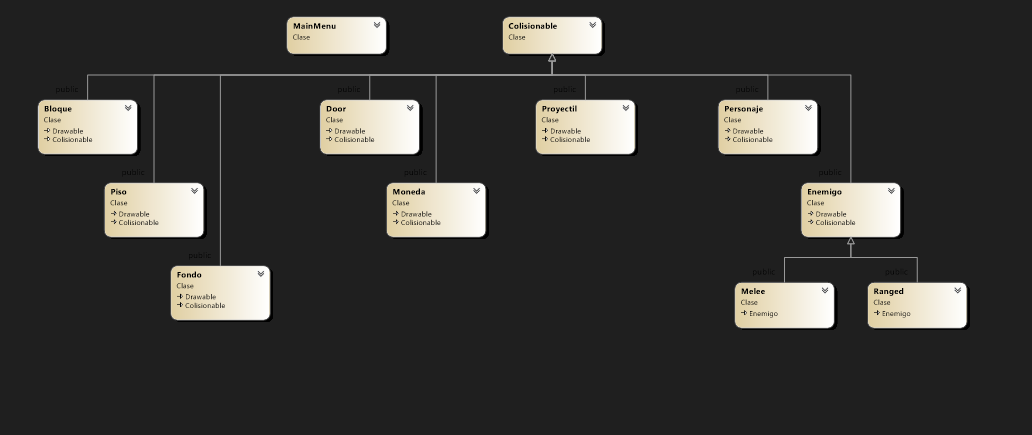 MainMenu
Clase
Colisionable
Clase
public
public
public
public
Bloque
Clase
Drawable
Colisionable
Door
Clase
Drawable
Colisionable
Proyectil
Clase
Drawable
Colisionable
Personaje
Clase
Drawable
Colisionable
public
public
public
Piso
Clase
Drawable
Colisionable
Moneda
Clase
Drawable
Colisionable
Enemigo
Clase
Drawable
Colisionable
public
Fondo
Clase
Drawable
Colisionable
public
public
Melee
Clase
Enemigo
Ranged
Clase
Enemigo